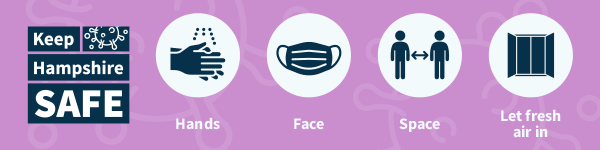 Keep
Hampshire
SAFE
Hands
Face
Space
Let fresh
air in